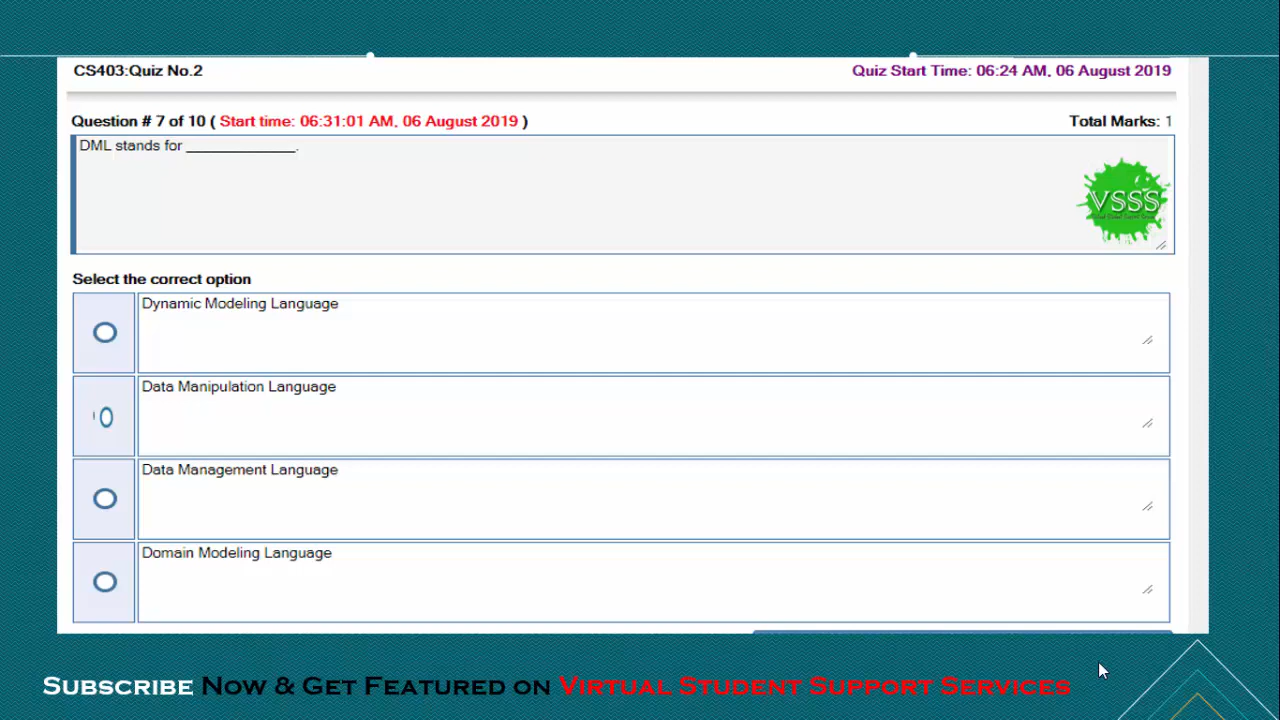 CS403:Quiz No.2
Quiz Start Time: 06:24 AM, 06 August 2019
Question # 7 of 10 ( Start time: 06:31:01 AM, 06 August 2019 )
Total Marks: 1
DML stands for ______________.
VSSS
Select the correct option
Dynamic Modeling Language
Data Manipulation Language
Data Management Language
Domain Modeling Language
Subscribe Now & Get Featured on Virtual Student Support Services